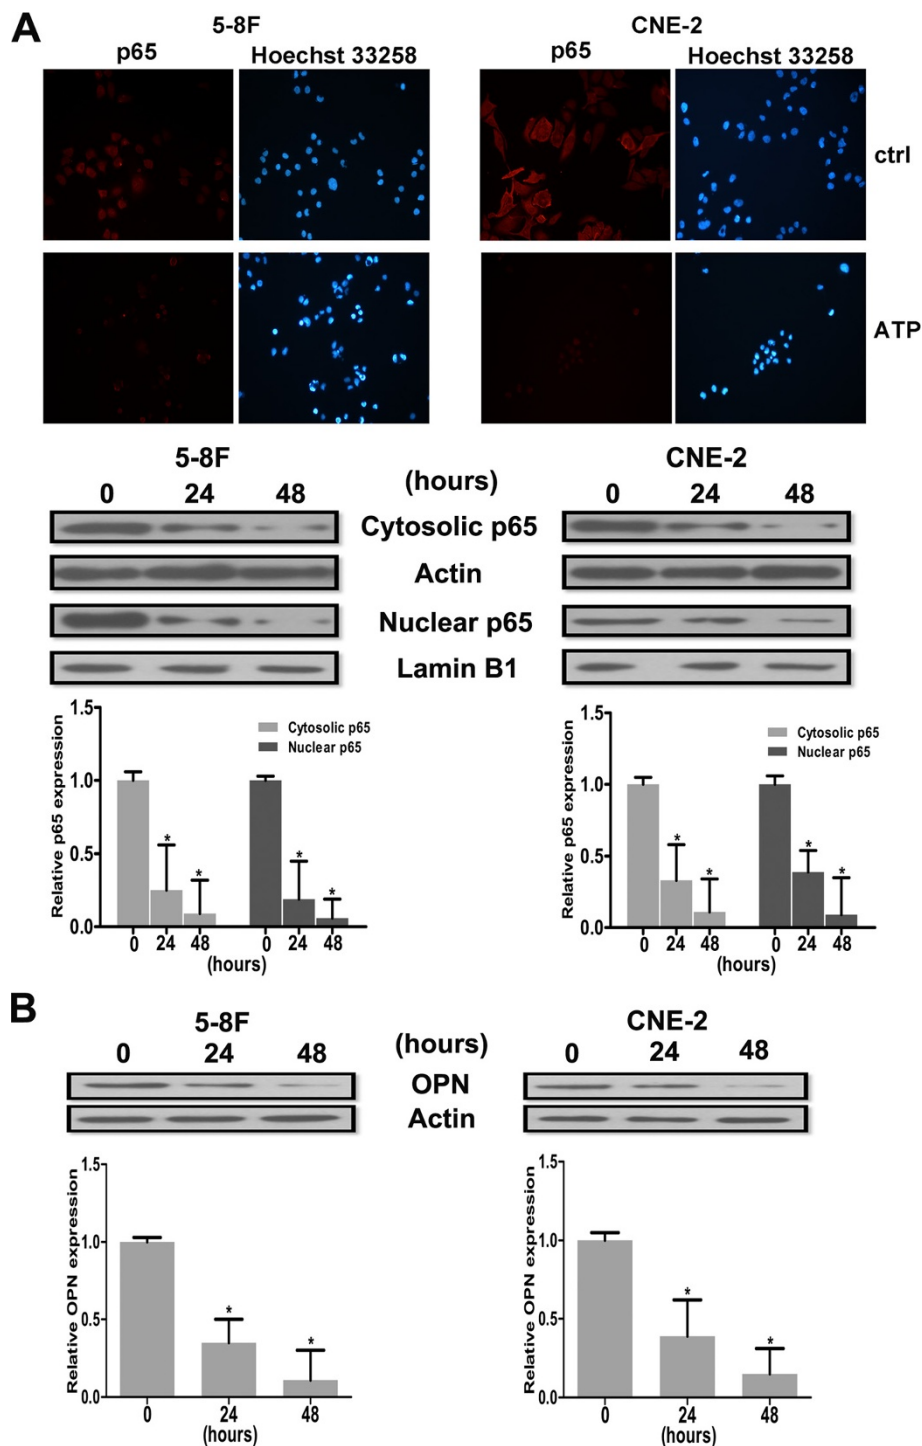 A
5-8F
CNE-2
p65
Hoechst 33258
p65
Hoechst 33258
ctrl
ATP
5-8F
(hours)
CNE-2
0 24 48
0 24 48
Cytosolic p65
Actin
Nuclear p65
Lamin B1
Relative p65 expression
1.5
1.0
0.5
0.0
Cytosolic p65
Nuclear p65
* * * *
0 24 48 0 24 48
(hours)
Relative p65 expression
1.5
1.0
0.5
0.0
Cytosolic p65
Nuclear p65
* * * *
0 24 48 0 24 48
(hours)
B
5-8F
(hours)
CNE-2
0 24 48
0 24 48
OPN
Actin
Relative OPN expression
1.5
1.0
0.5
0.0
* *
0 24 48
(hours)
Relative OPN expression
1.5
1.0
0.5
0.0
* *
0 24 48
(hours)